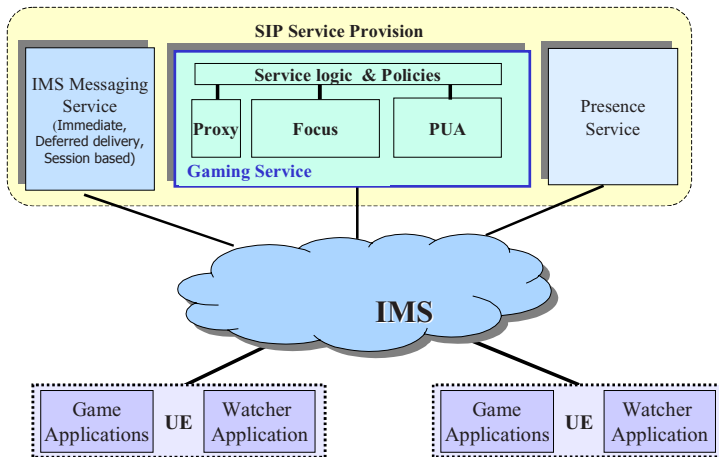 SIP Service Provision
IMS Messaging
Service
(Immediate,
Deferred delivery,
Session based)
Service logic & Policies
Proxy
Focus
PUA
Gaming Service
Presence
Service
IMS
Game
Applications
UE
Watcher
Application
Game
Applications
UE
Watcher
Application